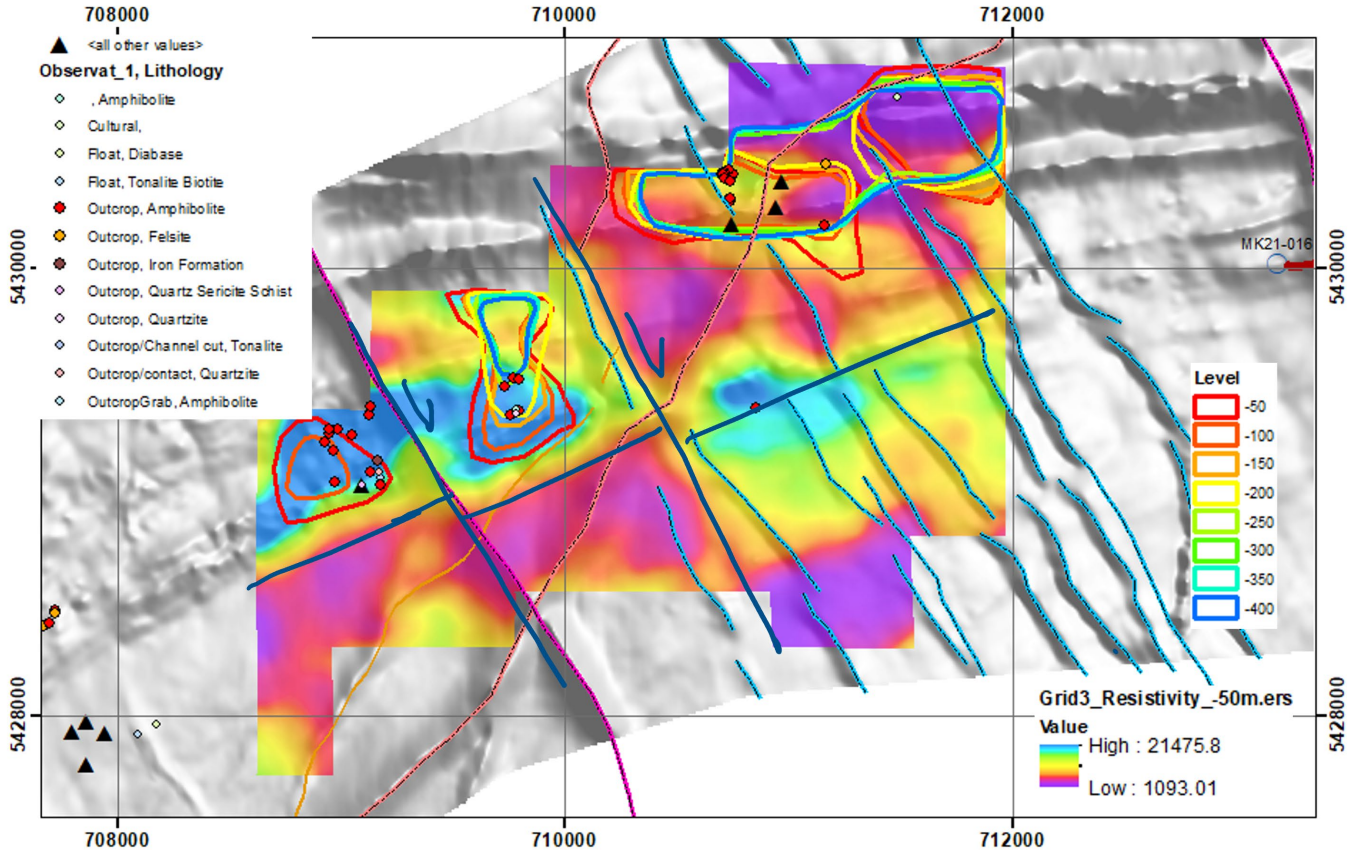 708000 710000 712000
<all other values>
Observat_1, Lithology
, Amphibolite
Cultural,
Float, Diabase
Float, Tonalite Biotite
Outcrop, Amphibolite
Outcrop, Felsite
Outcrop, Iron Formation
Outcrop, Quartz Sericite Schist
Outcrop, Quartzite
Outcrop/Channel cut, Tonalite
Outcrop/contact, Quartzite
OutcropGrab, Amphibolite
5430000
MK21-016
5430000
Level
-50
-100
-150
-200
-250
-300
-350
-400
5428000
Grid3_Resistivity_-50m.ers
Value
High : 21475.8
Low : 1093.01
5428000
708000 710000 712000